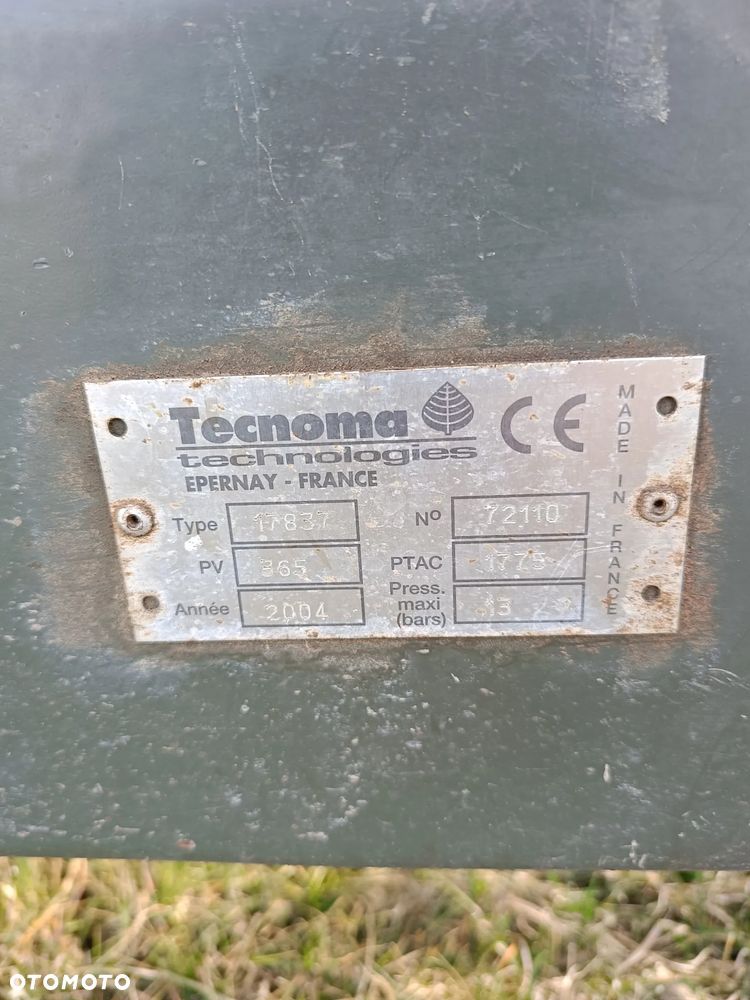 Tecnoma
technologies
EPERNAY - FRANCE
CE
MADE IN FRANCE
Type 17837
N° 72110
PV 365
PTAC 1775
Année 2004
Press. maxi (bars) 13
OTOMOTO